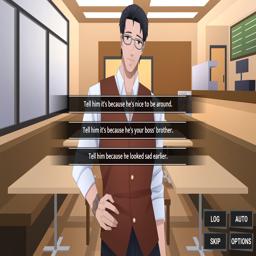 Tell him it's because he's nice to be around.
Tell him it's because he's your boss' brother.
Tell him because he looked sad earlier.
LOG AUTO
SKIP OPTIONS